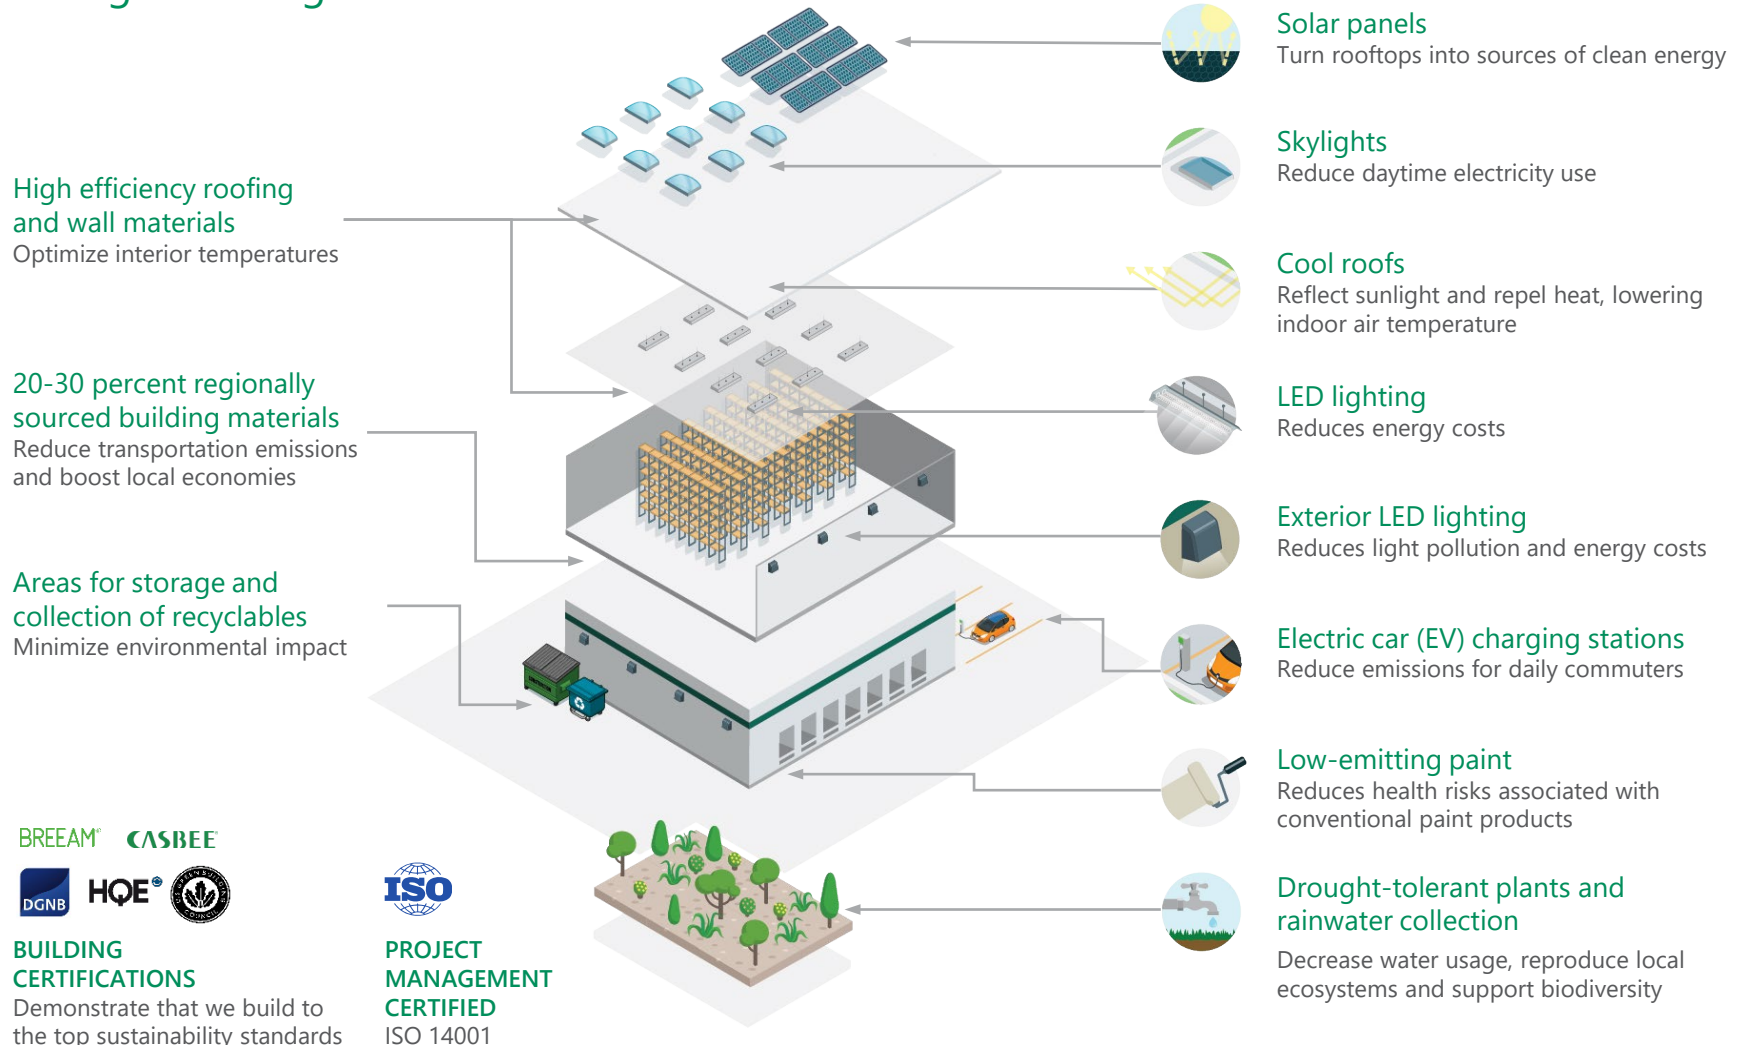 Solar panels
Turn rooftops into sources of clean energy
Skylights
Reduce daytime electricity use
High efficiency roofing
and wall materials
Optimize interior temperatures
Cool roofs
Reflect sunlight and repel heat, lowering
indoor air temperature
20-30 percent regionally
sourced building materials
Reduce transportation emissions
and boost local economies
LED lighting
Reduces energy costs
Exterior LED lighting
Reduces light pollution and energy costs
Areas for storage and
collection of recyclables
Minimize environmental impact
Electric car (EV) charging stations
Reduce emissions for daily commuters
Low-emitting paint
Reduces health risks associated with
conventional paint products
Drought-tolerant plants and
rainwater collection
Decrease water usage, reproduce local
ecosystems and support biodiversity
BREEAM®
CASBEE
DGNB
HQE
U.S. GREEN BUILDING COUNCIL
BUILDING
CERTIFICATIONS
Demonstrate that we build to
the top sustainability standards
ISO
PROJECT
MANAGEMENT
CERTIFIED
ISO 14001